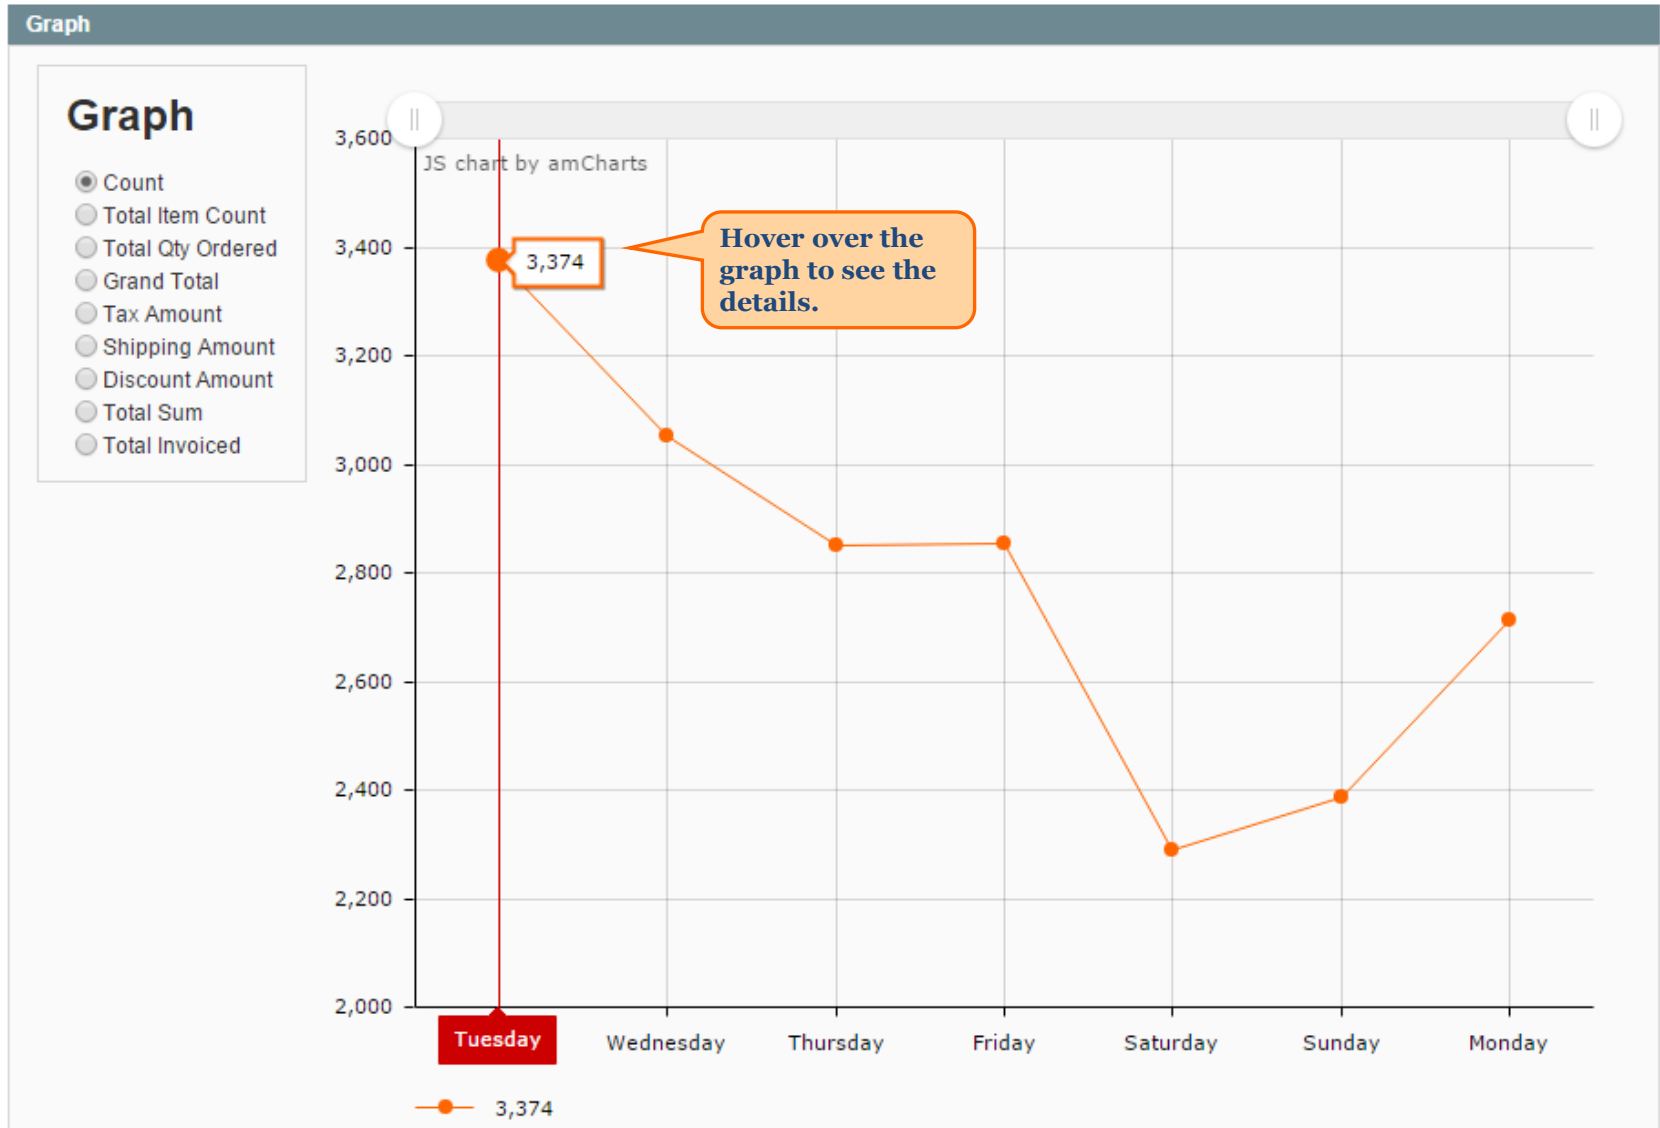 Graph
Graph
Count
Total Item Count
Total Qty Ordered
Grand Total
Tax Amount
Shipping Amount
Discount Amount
Total Sum
Total Invoiced
3,600
JS chart by amCharts
3,400
3,374
Hover over the
graph to see the
details.
3,200
3,000
2,800
2,600
2,400
2,200
2,000
Tuesday Wednesday Thursday Friday Saturday Sunday Monday
3,374